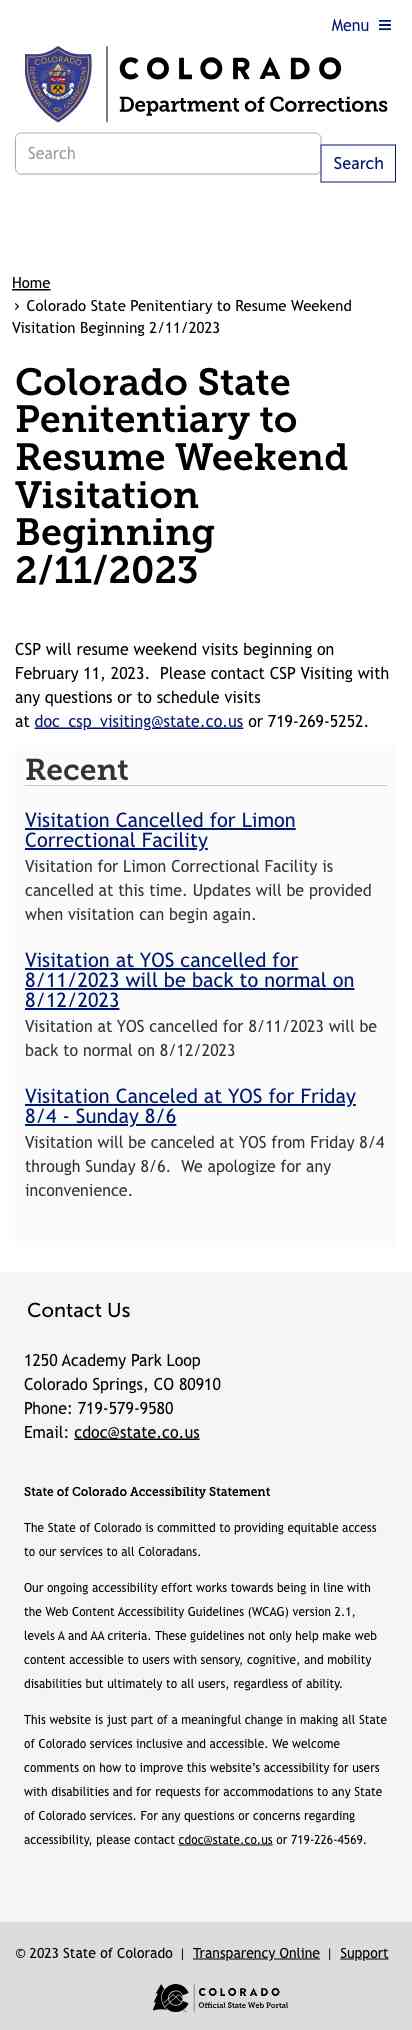 Menu
COLORADO
Department of Corrections
Search
Search
Home
› Colorado State Penitentiary to Resume Weekend
Visitation Beginning 2/11/2023
Colorado State
Penitentiary to
Resume Weekend
Visitation
Beginning
2/11/2023
CSP will resume weekend visits beginning on
February 11, 2023.  Please contact CSP Visiting with
any questions or to schedule visits
at doc_csp_visiting@state.co.us or 719-269-5252.
Recent
Visitation Cancelled for Limon
Correctional Facility
Visitation for Limon Correctional Facility is
cancelled at this time. Updates will be provided
when visitation can begin again.
Visitation at YOS cancelled for
8/11/2023 will be back to normal on
8/12/2023
Visitation at YOS cancelled for 8/11/2023 will be
back to normal on 8/12/2023
Visitation Canceled at YOS for Friday
8/4 - Sunday 8/6
Visitation will be canceled at YOS from Friday 8/4
through Sunday 8/6.  We apologize for any
inconvenience.
Contact Us
1250 Academy Park Loop
Colorado Springs, CO 80910
Phone: 719-579-9580
Email: cdoc@state.co.us
State of Colorado Accessibility Statement
The State of Colorado is committed to providing equitable access
to our services to all Coloradans.
Our ongoing accessibility effort works towards being in line with
the Web Content Accessibility Guidelines (WCAG) version 2.1,
levels A and AA criteria. These guidelines not only help make web
content accessible to users with sensory, cognitive, and mobility
disabilities but ultimately to all users, regardless of ability.
This website is just part of a meaningful change in making all State
of Colorado services inclusive and accessible. We welcome
comments on how to improve this website's accessibility for users
with disabilities and for requests for accommodations to any State
of Colorado services. For any questions or concerns regarding
accessibility, please contact cdoc@state.co.us or 719-226-4569.
© 2023 State of Colorado | Transparency Online | Support
COLORADO
Official State Web Portal